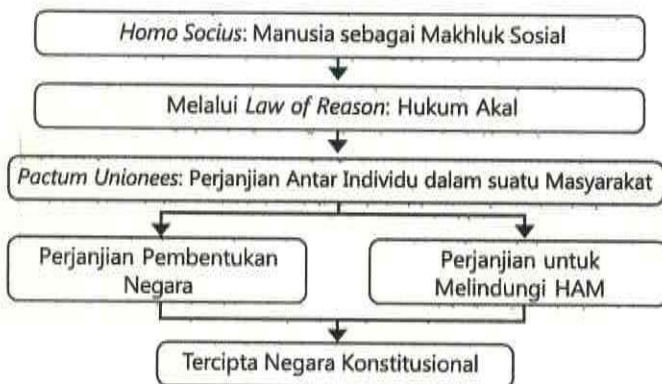 Homo Socius: Manusia sebagai Makhluk Sosial
Melalui Law of Reason: Hukum Akal
Pactum Unionees: Perjanjian Antar Individu dalam suatu Masyarakat
Perjanjian Pembentukan
Negara
Perjanjian untuk
Melindungi HAM
Tercipta Negara Konstitusional